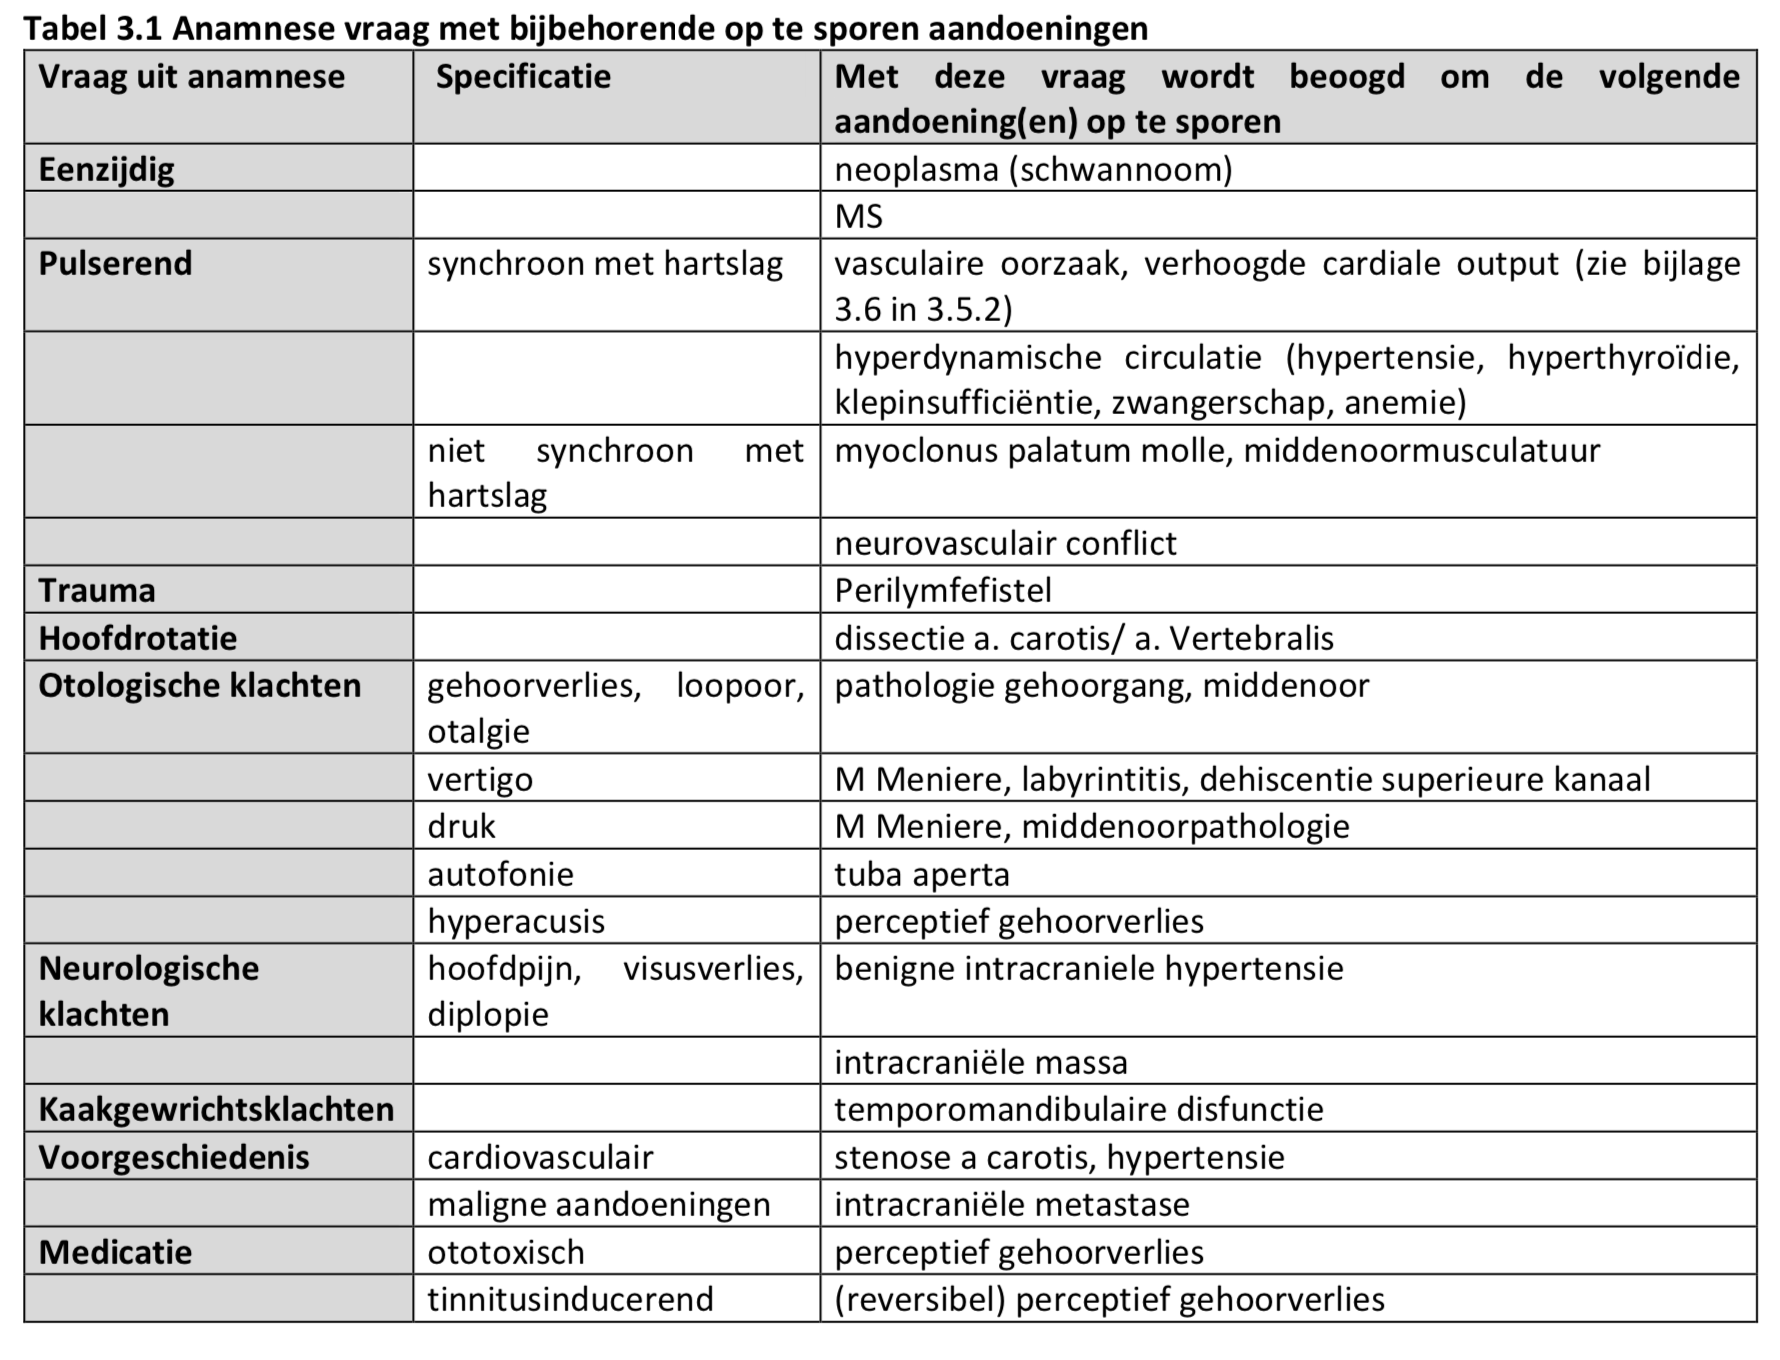 Tabel 3.1 Anamnese vraag met bijbehorende op te sporen aandoeningen
Vraag uit anamnese Specificatie Met deze vraag wordt beoogd om de volgende
aandoening(en) op te sporen
Eenzijdig neoplasma (schwannoom)
MS
Pulserend synchroon met hartslag vasculaire oorzaak, verhoogde cardiale output (zie bijlage
3.6 in 3.5.2)
hyperdynamische circulatie (hypertensie, hyperthyroïdie,
klepinsufficiëntie, zwangerschap, anemie)
niet synchroon met myoclonus palatum molle, middenoormusculatuur
hartslag
neurovasculair conflict
Trauma Perilymfefistel
Hoofdrotatie dissectie a. carotis/ a. Vertebralis
Otologische klachten gehoorverlies, loopoor, pathologie gehoorgang, middenoor
otalgie
vertigo M Meniere, labyrintitis, dehiscentie superieure kanaal
druk M Meniere, middenoorpathologie
autofonie tuba aperta
hyperacusis perceptief gehoorverlies
Neurologische hoofdpijn, visusverlies, benigne intracraniele hypertensie
klachten diplopie
intracraniële massa
Kaakgewrichtsklachten temporomandibulaire disfunctie
Voorgeschiedenis cardiovasculair stenose a carotis, hypertensie
maligne aandoeningen intracraniële metastase
Medicatie ototoxisch perceptief gehoorverlies
tinnitusinducerend (reversibel) perceptief gehoorverlies